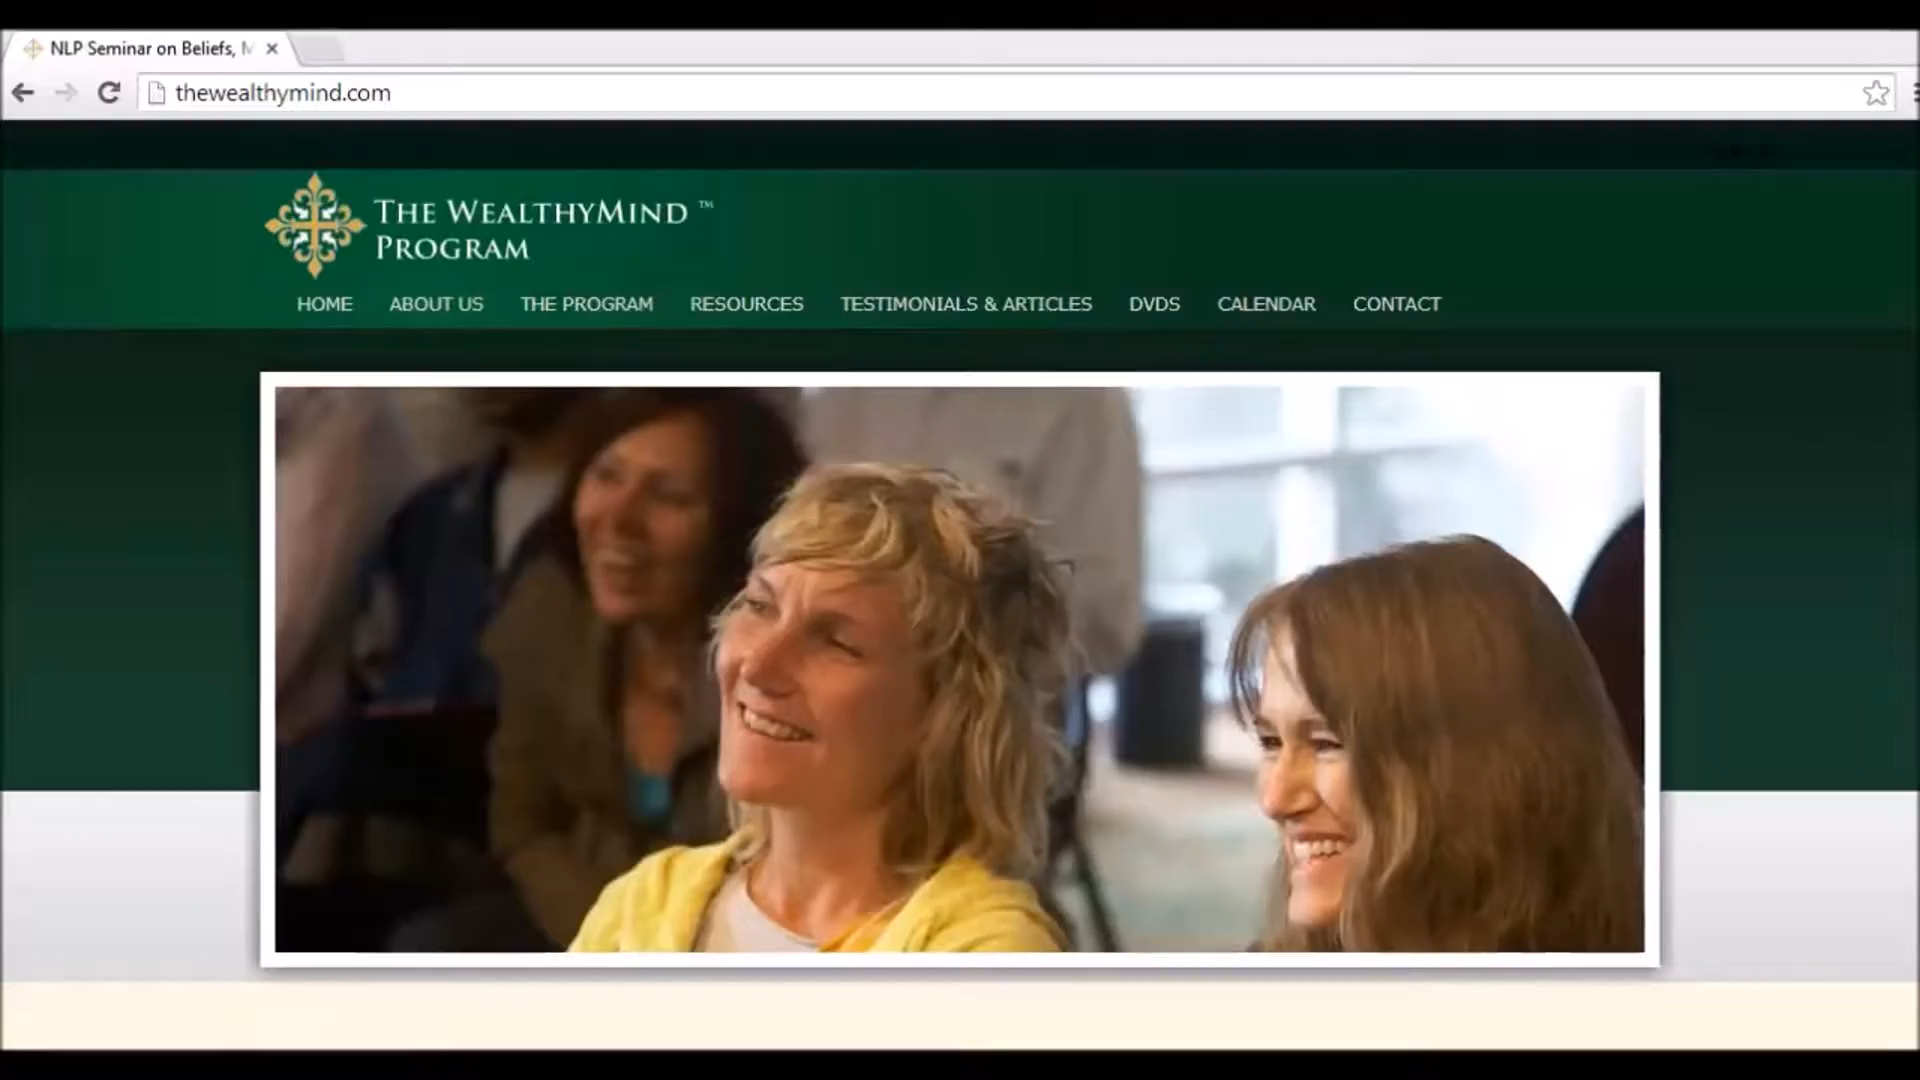 NLP Seminar on Beliefs, M
thewealthymind.com
THE WEALTHYMIND ™
PROGRAM
HOME ABOUT US THE PROGRAM RESOURCES TESTIMONIALS & ARTICLES DVDS CALENDAR CONTACT